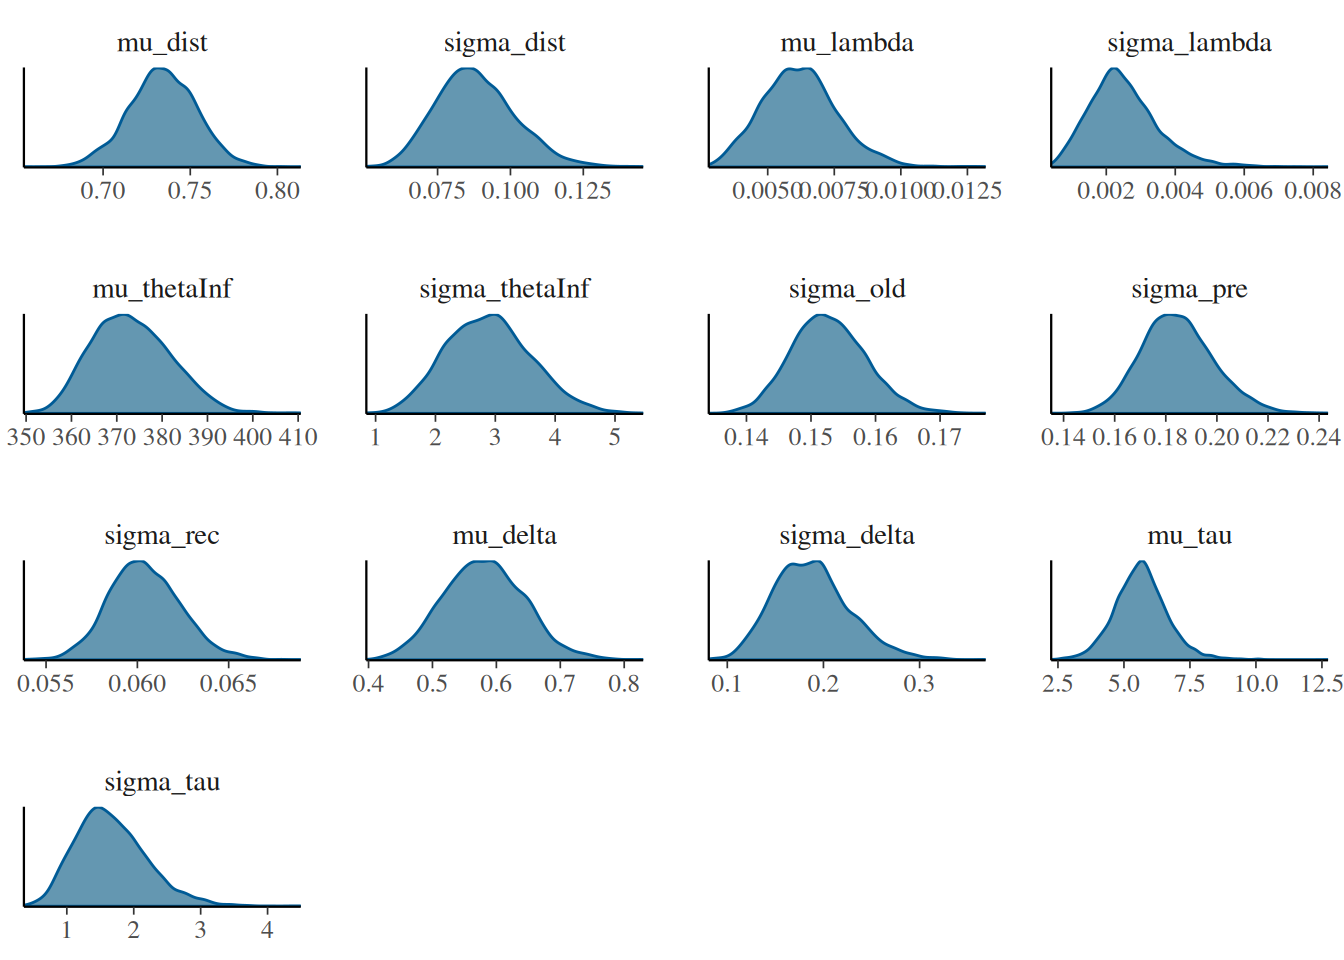 mu_dist sigma_dist mu_lambda sigma_lambda
0.70 0.75 0.80 0.075 0.100 0.125 0.0050 0.0075 0.0100 0.0125 0.002 0.004 0.006 0.008
mu_thetaInf sigma_thetaInf sigma_old sigma_pre
350 360 370 380 390 400 410 1 2 3 4 5 0.14 0.15 0.16 0.17 0.14 0.16 0.18 0.20 0.22 0.24
sigma_rec mu_delta sigma_delta mu_tau
0.055 0.060 0.065 0.4 0.5 0.6 0.7 0.8 0.1 0.2 0.3 2.5 5.0 7.5 10.0 12.5
sigma_tau
1 2 3 4